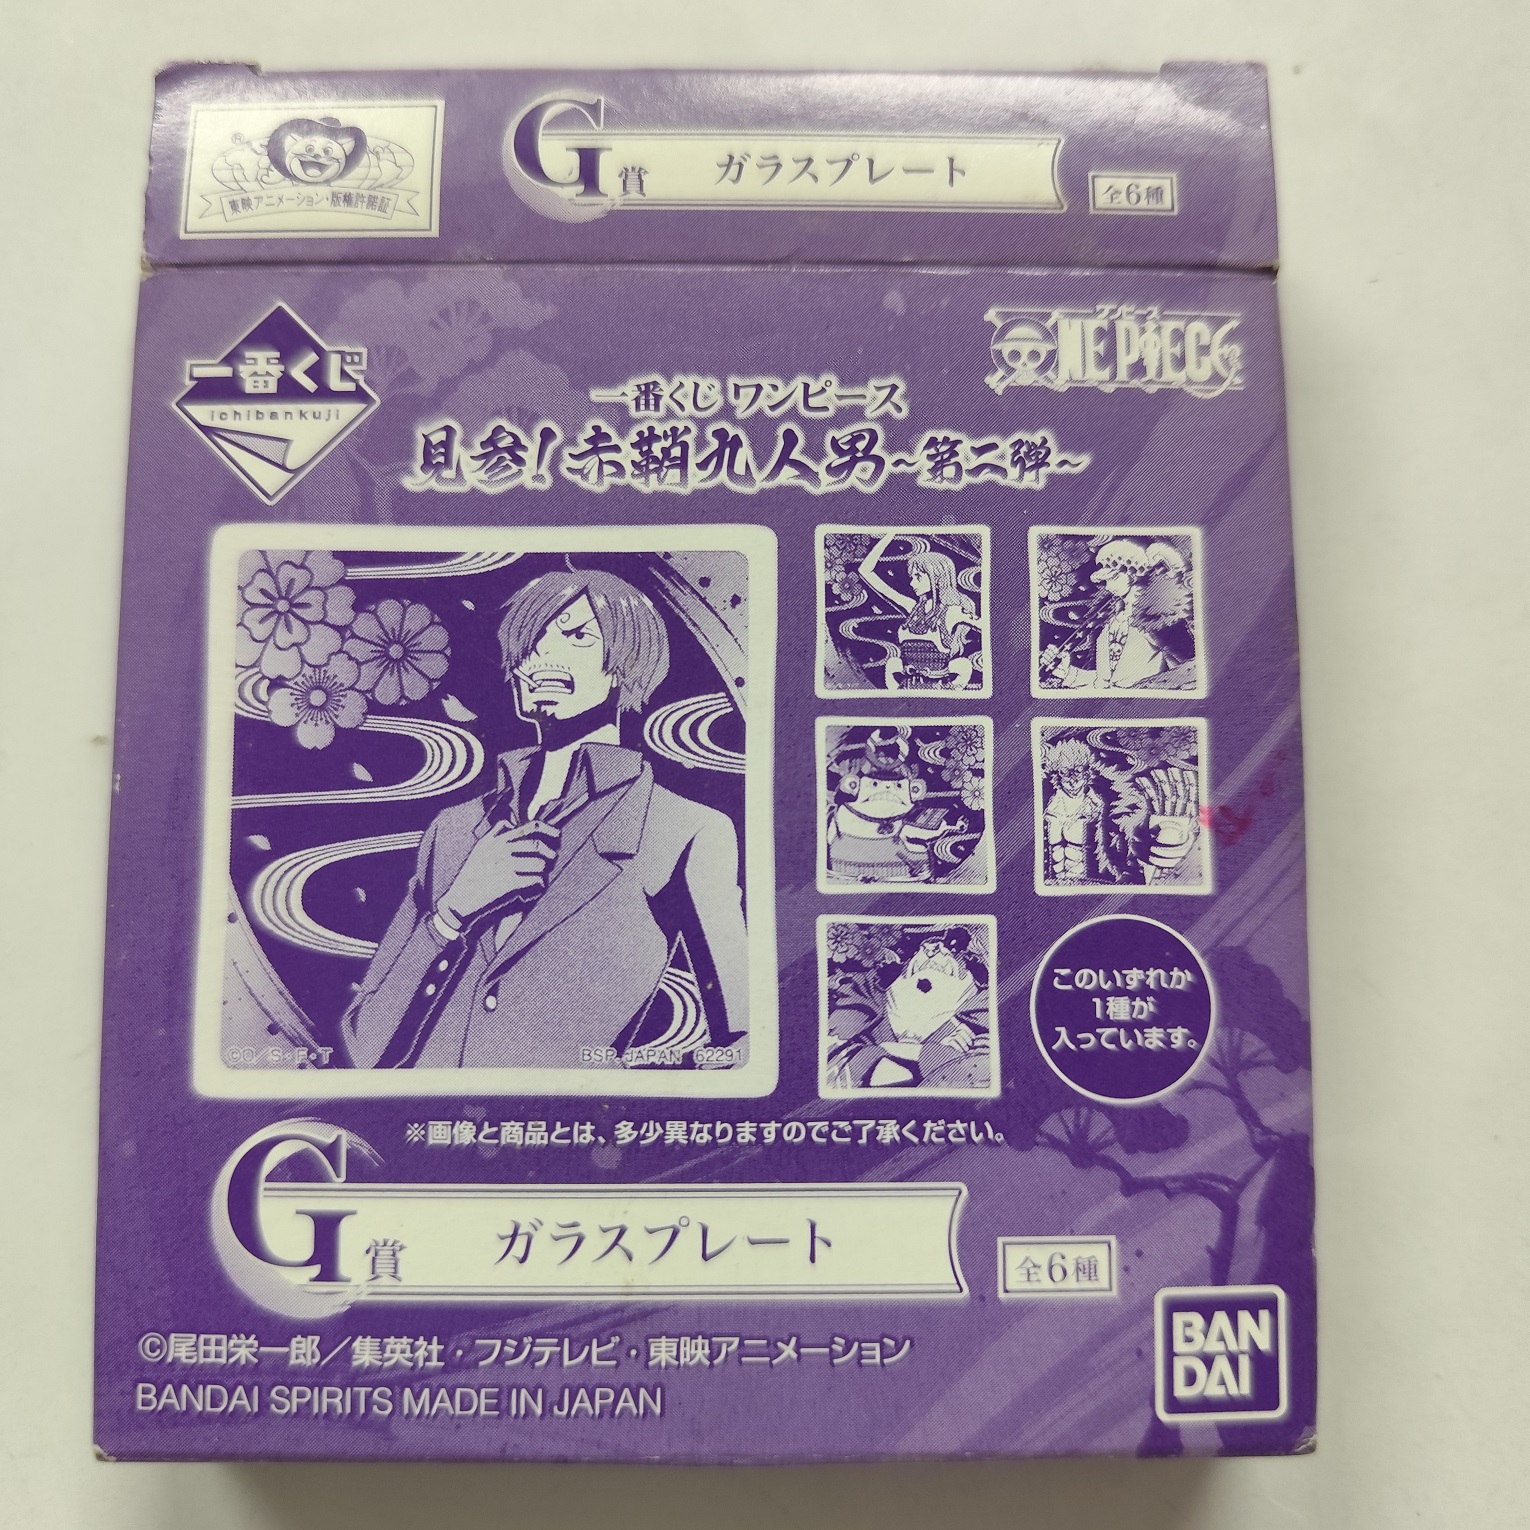 東映アニメーション・版権許諾証
G賞 ガラスプレート 全6種
一番くじ
ichibankuji
ワンピース
ONE PIECE
一番くじ ワンピース
見参!赤鞘九人男~第二弾~
©O/S・F・T
BSP JAPAN 62291
このいずれか
1種が
入っています。
※画像と商品とは、多少異なりますのでご了承ください。
G賞 ガラスプレート 全6種
©尾田栄一郎/集英社・フジテレビ・東映アニメーション
BANDAI SPIRITS MADE IN JAPAN
BAN
DAI